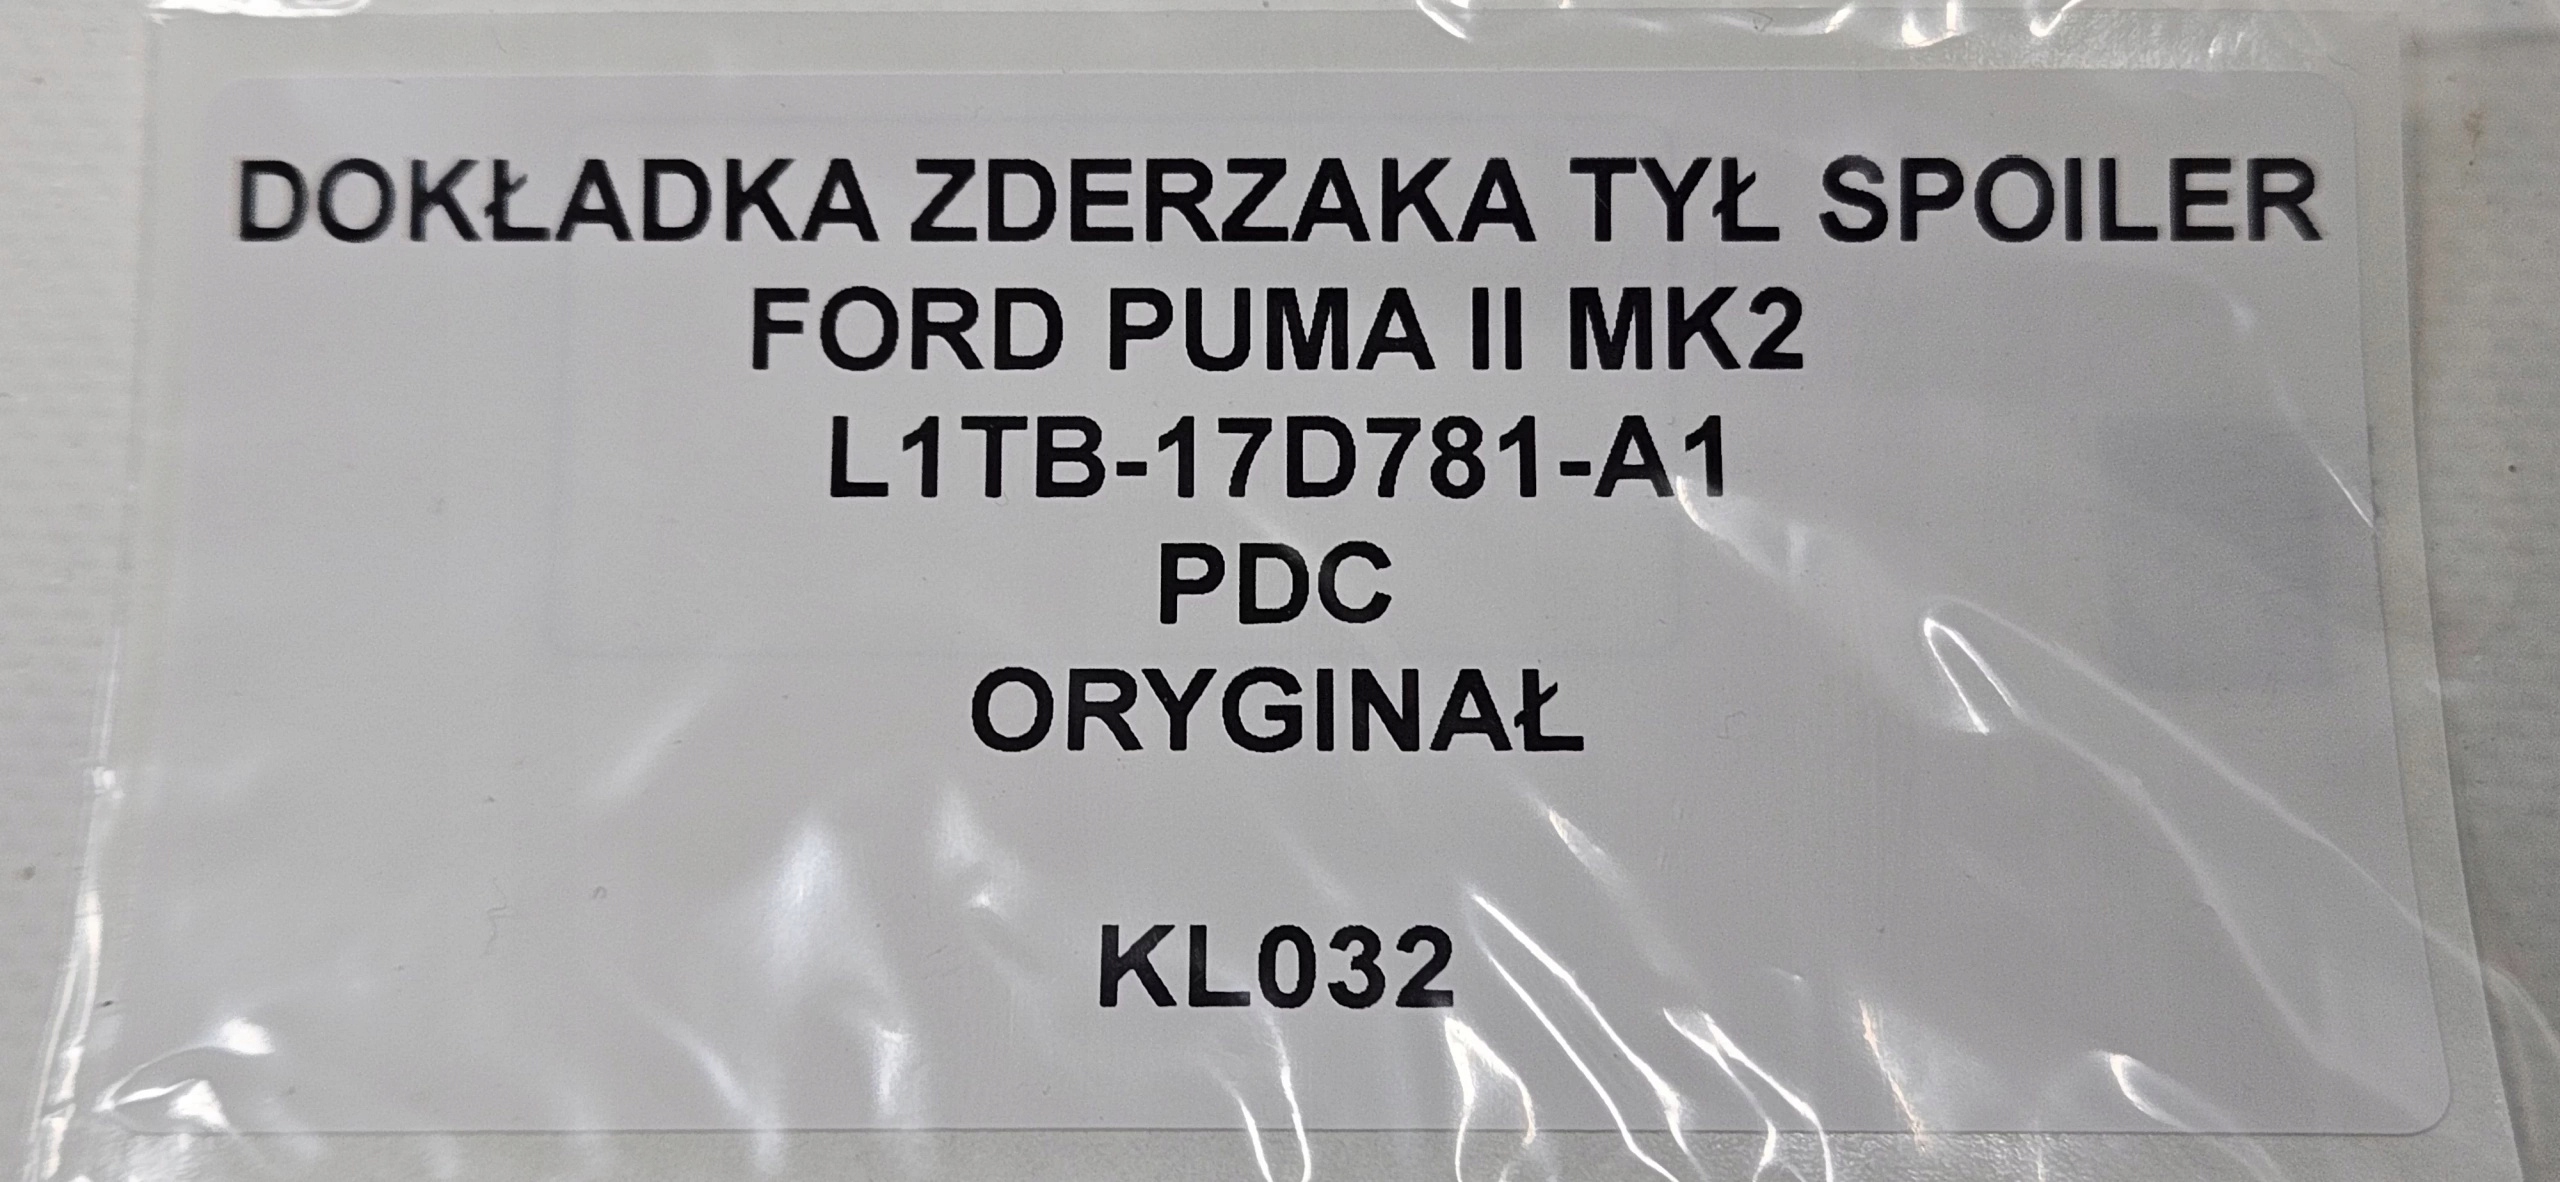 DOKŁADKA ZDERZAKA TYŁ SPOILER
FORD PUMA II MK2
L1TB-17D781-A1
PDC
ORYGINAŁ
KL032